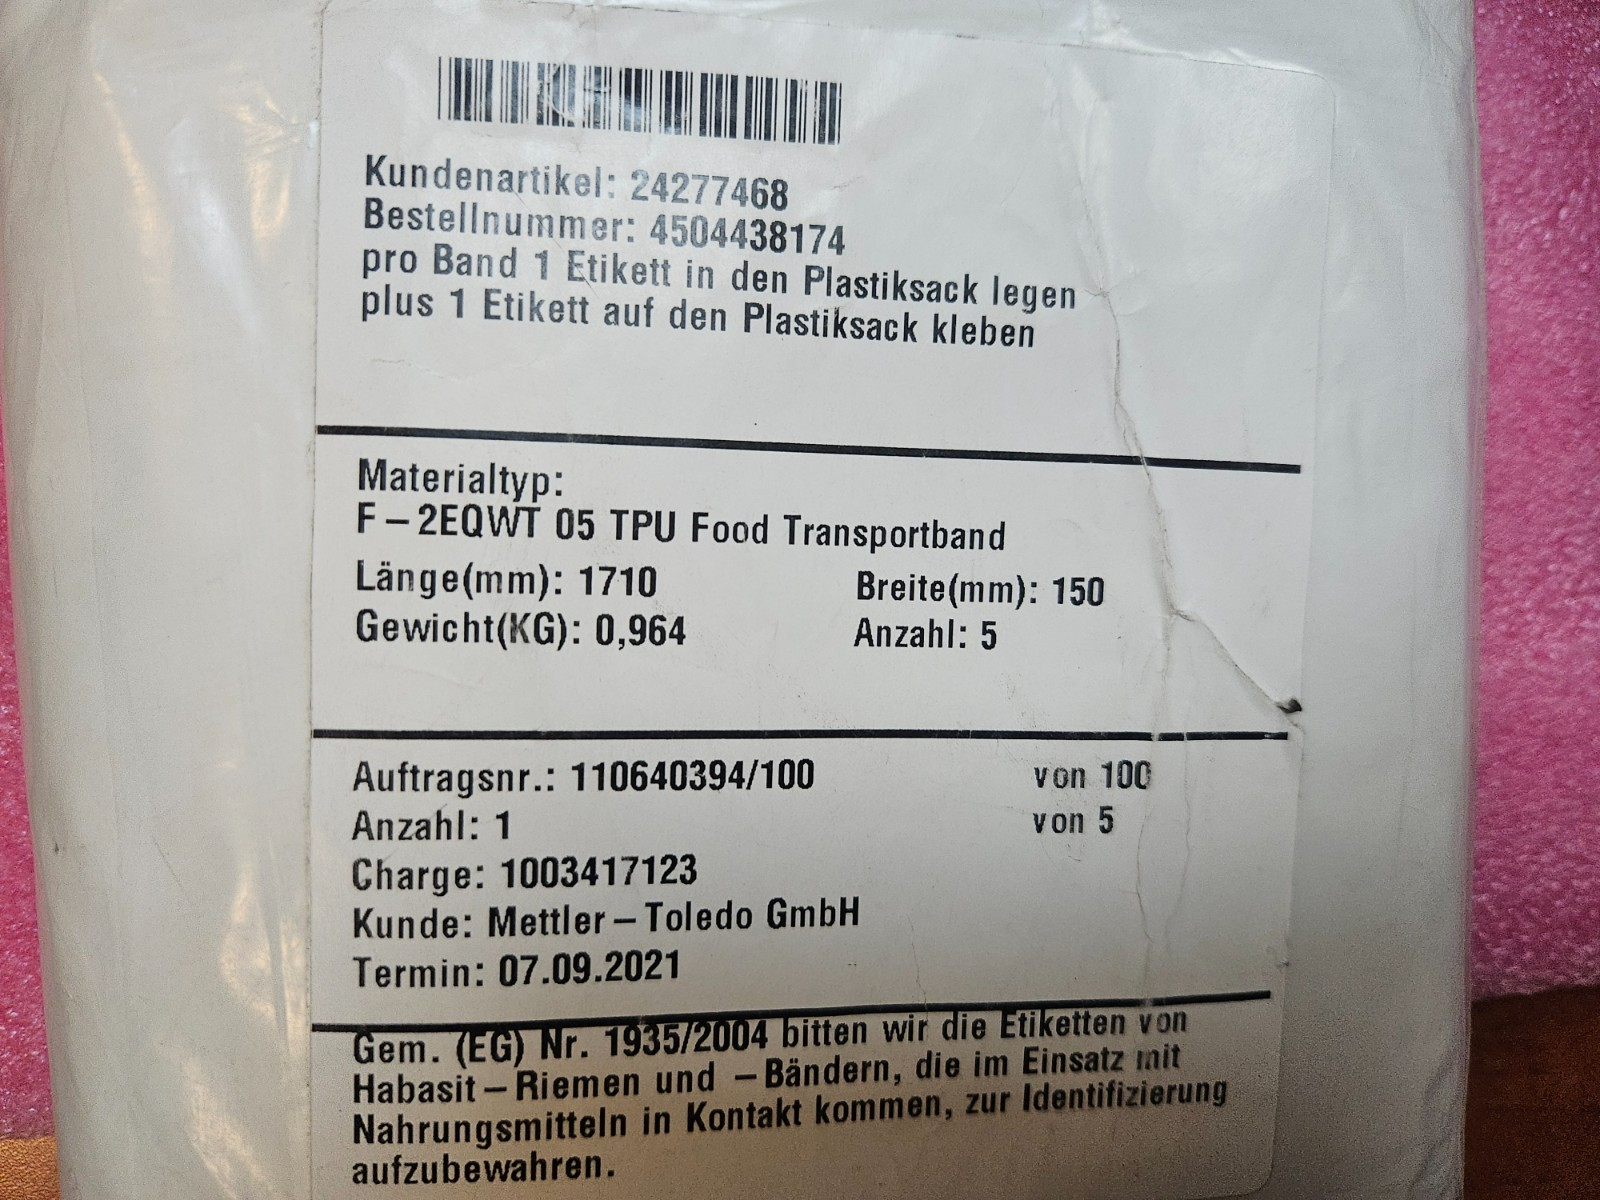 Kundenartikel: 24277468
Bestellnummer: 4504438174
pro Band 1 Etikett in den Plastiksack legen
plus 1 Etikett auf den Plastiksack kleben
Materialtyp:
F-2EQWT 05 TPU Food Transportband
Länge(mm): 1710 Breite(mm): 150
Gewicht(KG): 0,964 Anzahl: 5
Auftragsnr.: 110640394/100 von 100
Anzahl: 1 von 5
Charge: 1003417123
Kunde: Mettler-Toledo GmbH
Termin: 07.09.2021
Gem. (EG) Nr. 1935/2004 bitten wir die Etiketten von
Habasit-Riemen und -Bändern, die im Einsatz mit
Nahrungsmitteln in Kontakt kommen, zur Identifizierung
aufzubewahren.